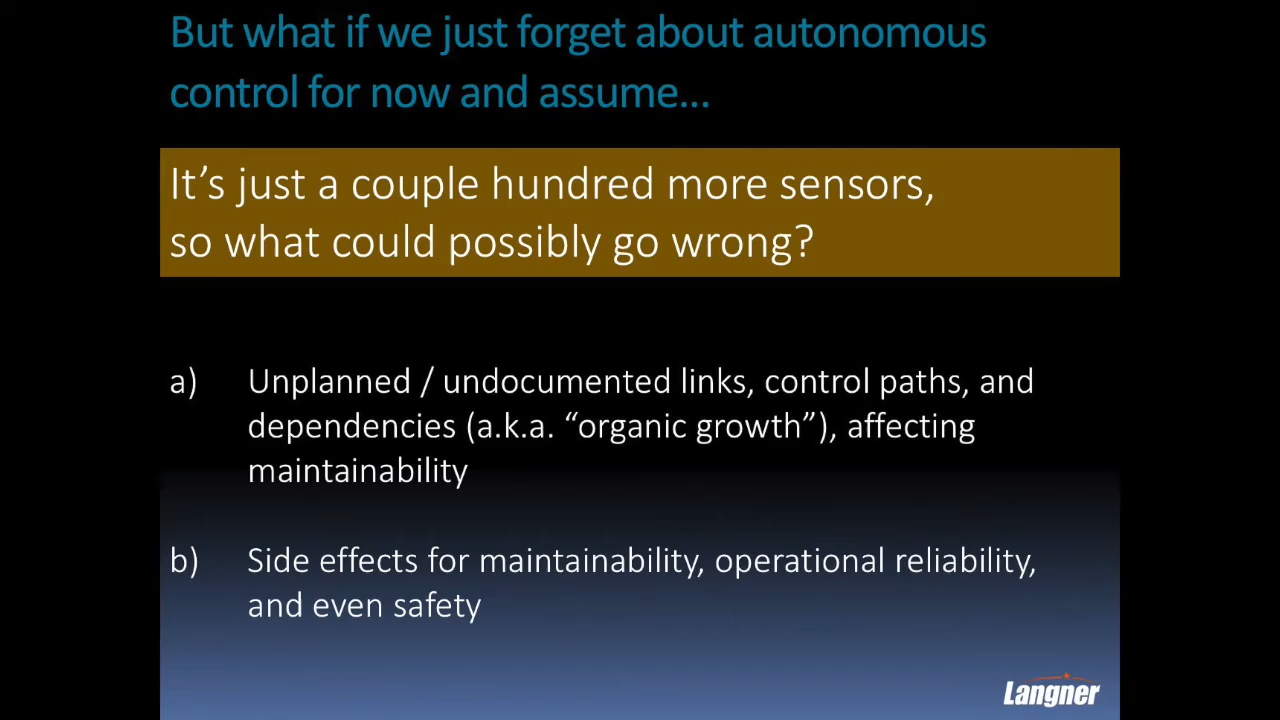 But what if we just forget about autonomous
control for now and assume...
It’s just a couple hundred more sensors,
so what could possibly go wrong?
a) Unplanned / undocumented links, control paths, and
dependencies (a.k.a. “organic growth”), affecting
maintainability
b) Side effects for maintainability, operational reliability,
and even safety
Langner